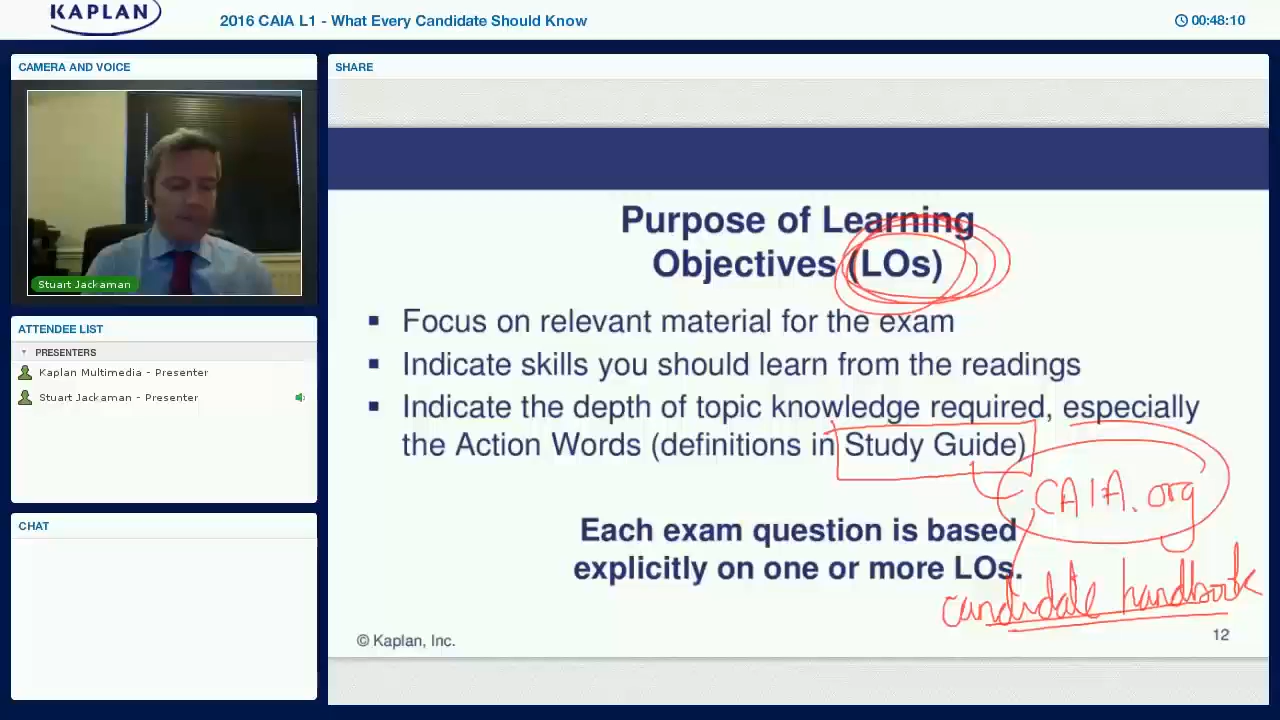 KAPLAN
2016 CAIA L1 - What Every Candidate Should Know
00:48:10
CAMERA AND VOICE
SHARE
Stuart Jackaman
ATTENDEE LIST
PRESENTERS
Kaplan Multimedia - Presenter
Stuart Jackaman - Presenter
CHAT
Purpose of Learning
Objectives (LOs)
Focus on relevant material for the exam
Indicate skills you should learn from the readings
Indicate the depth of topic knowledge required, especially
the Action Words (definitions in Study Guide)
CAIA.org
Each exam question is based
explicitly on one or more LOs.
candidate handbook
© Kaplan, Inc.
12